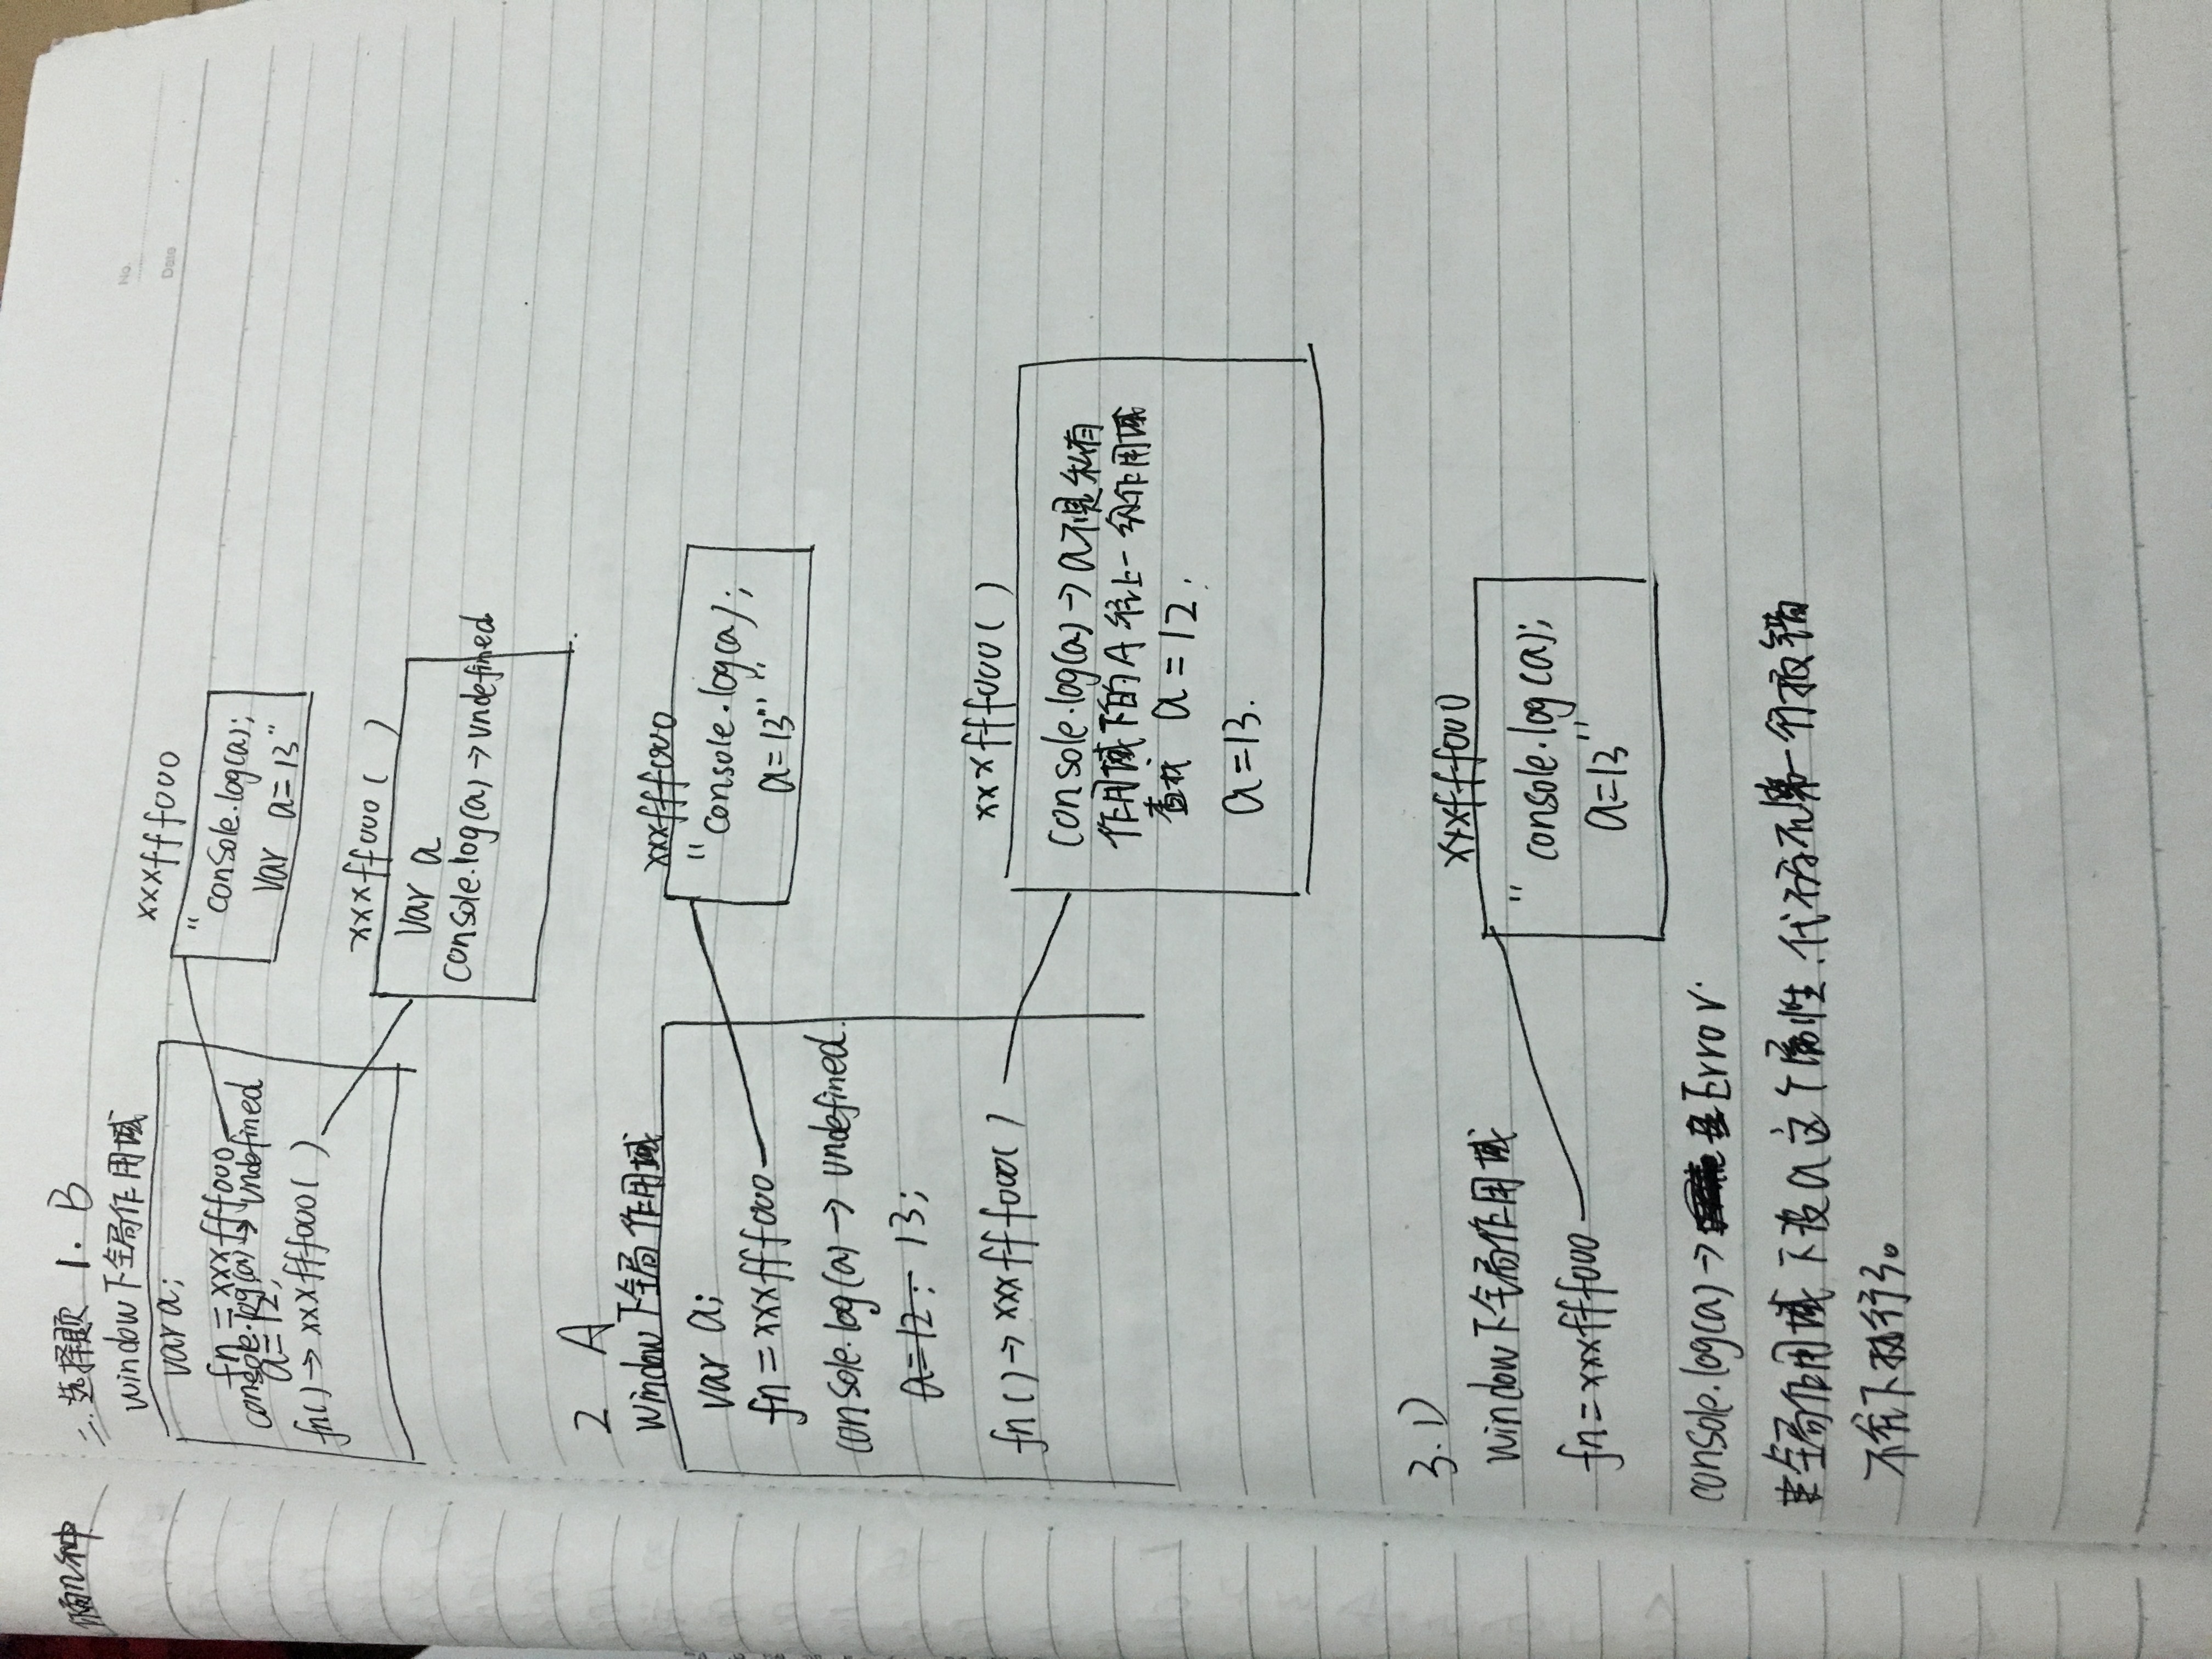 有几种
二.选择题 1. B
window下全局作用域
var a;
fn = xxxfff000
console.log(a) → undefined
a = 12;
fn() → xxxfff000( )
xxxfff000
"console.log(a);
var a = 13"
xxxff000( )
var a
console.log(a) → undefined
2 A
window下全局作用域
var a;
fn = xxxfff000
console.log(a) → undefined.
a=12; 13;
fn() → xxxfff000()
xxxfff000
"console.log(a);
a=13" "
xxxfff000( )
console.log(a) → a不是私有
作用域下的A 往上一级作用域
查找 a = 12.
a = 13.
3. D
window下全局作用域
fn = xxxfff000
xxxfff000
"console.log(a);
a=13"
console.log(a) → Error.
全局作用域下没a这个属性.代码在第一行报错
不往下执行了。
No.
Date